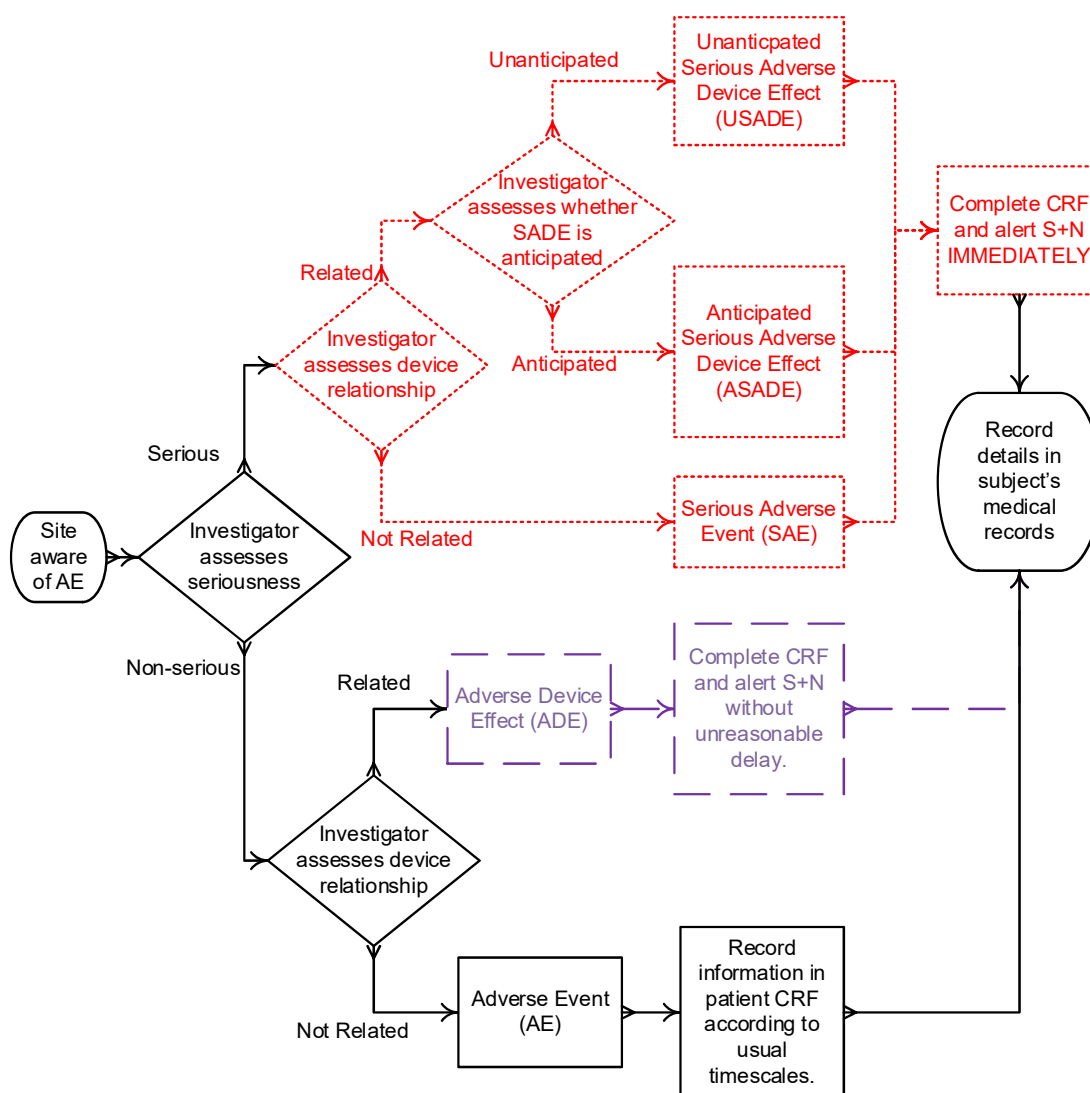 Unanticipated
Unanticpated
Serious Adverse
Device Effect
(USADE)
Investigator
assesses whether
SADE is
anticipated
Complete CRF
and alert S+N
IMMEDIATELY
Related
Anticipated
Anticipated
Serious Adverse
Device Effect
(ASADE)
Investigator
assesses device
relationship
Serious
Not Related
Serious Adverse
Event (SAE)
Record
details in
subject's
medical
records
Site
aware
of AE
Investigator
assesses
seriousness
Non-serious
Related
Adverse Device
Effect (ADE)
Complete CRF
and alert S+N
without
unreasonable
delay.
Investigator
assesses device
relationship
Not Related
Adverse Event
(AE)
Record
information in
patient CRF
according to
usual
timescales.